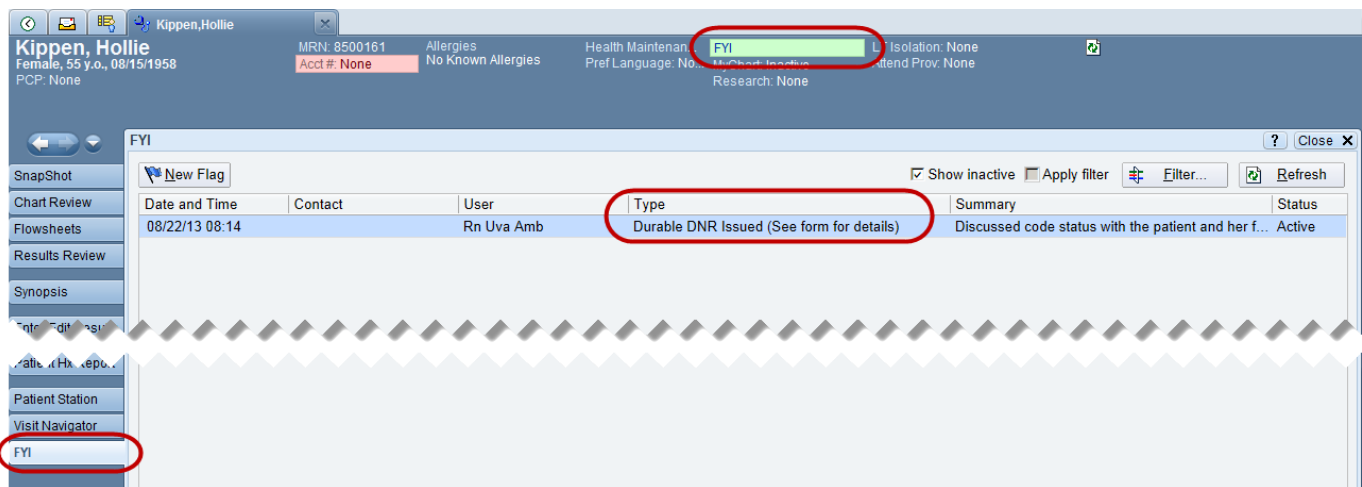 Kippen,Hollie
Kippen, Hollie
Female, 55 y.o., 08/15/1958
PCP: None
MRN: 8500161
Acct #: None
Allergies
No Known Allergies
Health Maintenan...
Pref Language: No...
FYI
MyChart: Inactive
Research: None
Isolation: None
Attend Prov: None
FYI
? Close X
New Flag
Show inactive Apply filter Filter... Refresh
Date and Time Contact User Type Summary Status
08/22/13 08:14 Rn Uva Amb Durable DNR Issued (See form for details) Discussed code status with the patient and her f... Active
SnapShot
Chart Review
Flowsheets
Results Review
Synopsis
Patient Station
Visit Navigator
FYI